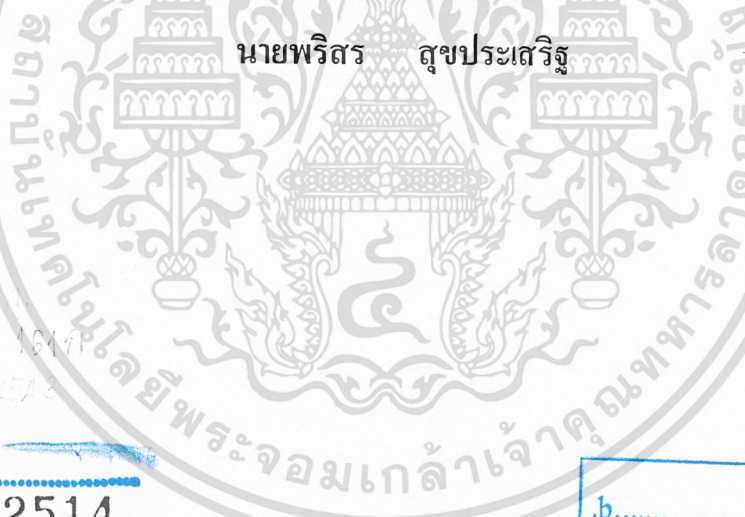 นายพริสร สุขประเสริฐ
สถาบันเทคโนโลยีพระจอมเกล้าเจ้าคุณทหารลาดกระบัง
2514
b